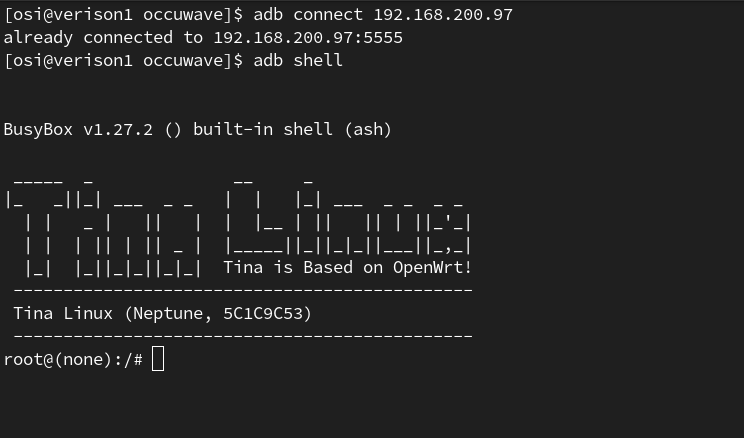 [osi@verison1 occuwave]$ adb connect 192.168.200.97
already connected to 192.168.200.97:5555
[osi@verison1 occuwave]$ adb shell
BusyBox v1.27.2 () built-in shell (ash)
Tina Linux
Tina is Based on OpenWrt!
----------------------------------------------
Tina Linux (Neptune, 5C1C9C53)
----------------------------------------------
root@(none):/#